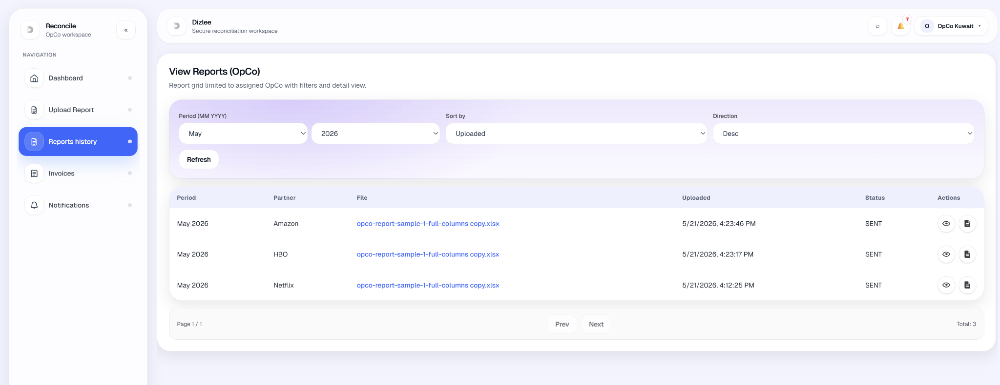 Reconcile
OpCo workspace
«
NAVIGATION
Dashboard
Upload Report
Reports history
Invoices
Notifications
Dizlee
Secure reconciliation workspace
7
O OpCo Kuwait
View Reports (OpCo)
Report grid limited to assigned OpCo with filters and detail view.
Period (MM YYYY) Sort by Direction
May 2026 Uploaded Desc
Refresh
Period Partner File Uploaded Status Actions
May 2026 Amazon opco-report-sample-1-full-columns copy.xlsx 5/21/2026, 4:23:46 PM SENT
May 2026 HBO opco-report-sample-1-full-columns copy.xlsx 5/21/2026, 4:23:17 PM SENT
May 2026 Netflix opco-report-sample-1-full-columns copy.xlsx 5/21/2026, 4:12:25 PM SENT
Page 1 / 1 Prev Next Total: 3